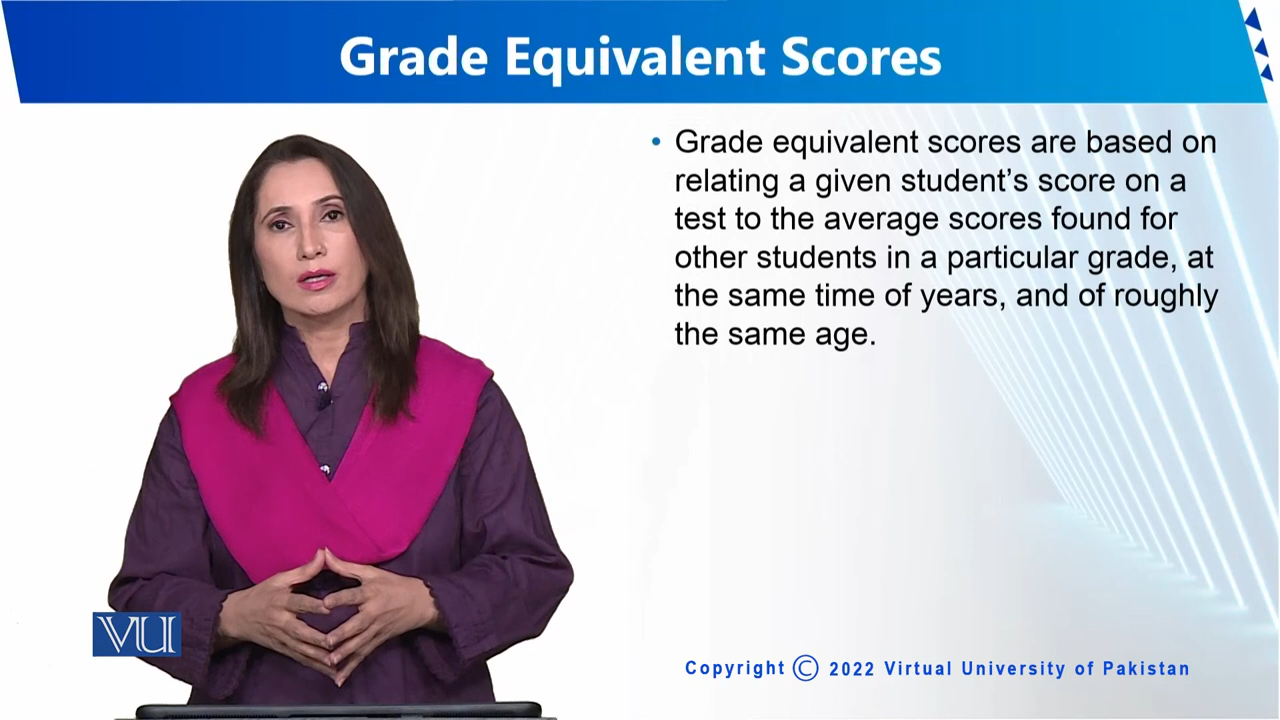 Grade Equivalent Scores
• Grade equivalent scores are based on
relating a given student’s score on a
test to the average scores found for
other students in a particular grade, at
the same time of years, and of roughly
the same age.
VU
Copyright © 2022 Virtual University of Pakistan